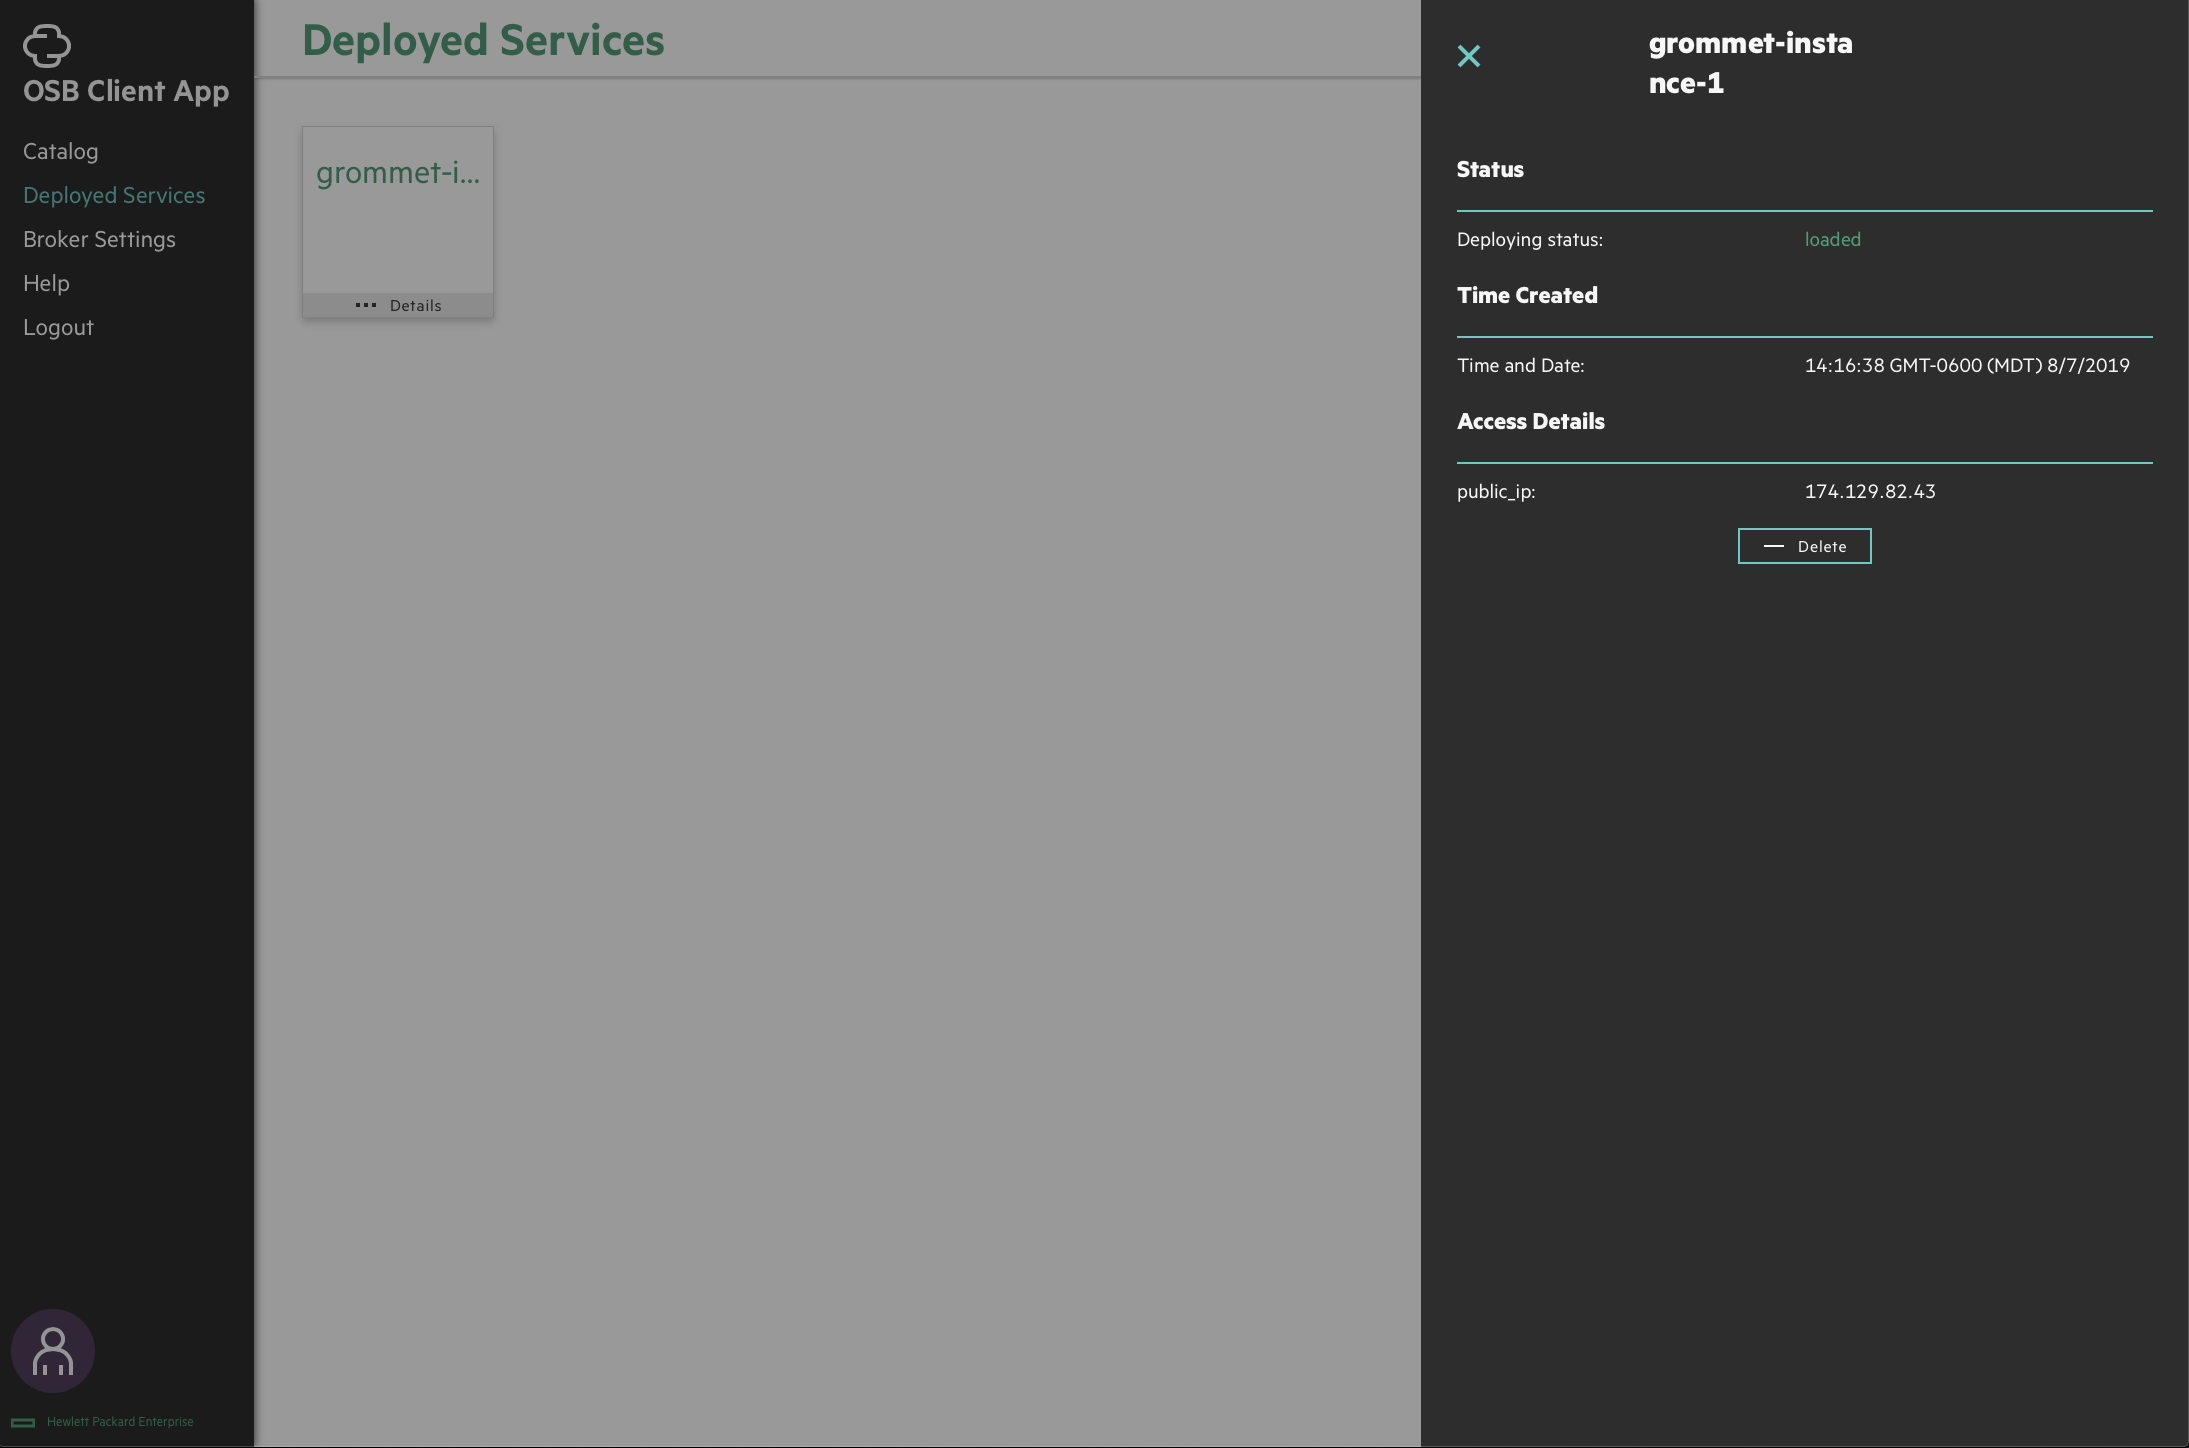 OSB Client App
Catalog
Deployed Services
Broker Settings
Help
Logout
Hewlett Packard Enterprise
Deployed Services
grommet-i...
Details
grommet-insta
nce-1
Status
Deploying status: loaded
Time Created
Time and Date: 14:16:38 GMT-0600 (MDT) 8/7/2019
Access Details
public_ip: 174.129.82.43
Delete